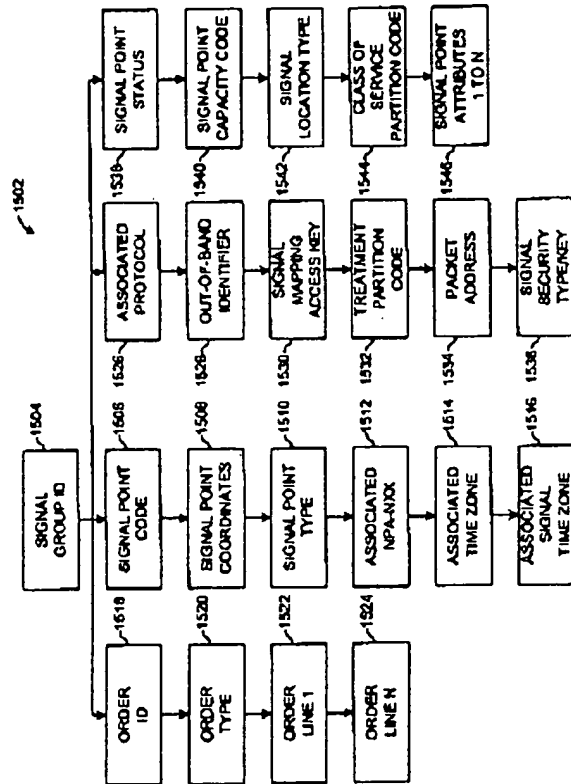 1502
1504
SIGNAL
GROUP ID
1518
ORDER
ID
1520
ORDER
TYPE
1522
ORDER
LINE 1
1524
ORDER
LINE N
1506
SIGNAL POINT
CODE
1508
SIGNAL POINT
COORDINATES
1510
SIGNAL POINT
TYPE
1512
ASSOCIATED
NPA-NXX
1514
ASSOCIATED
TIME ZONE
1516
ASSOCIATED
SIGNAL
TIME ZONE
1526
ASSOCIATED
PROTOCOL
1528
OUT-OF-BAND
IDENTIFIER
1530
SIGNAL
MAPPING
ACCESS KEY
1532
TREATMENT
PARTITION
CODE
1534
PACKET
ADDRESS
1536
SIGNAL
SECURITY
TYPE/KEY
1538
SIGNAL POINT
STATUS
1540
SIGNAL POINT
CAPACITY CODE
1542
SIGNAL
LOCATION TYPE
1544
CLASS OF
SERVICE
PARTITION CODE
1546
SIGNAL POINT
ATTRIBUTES
1 TO N